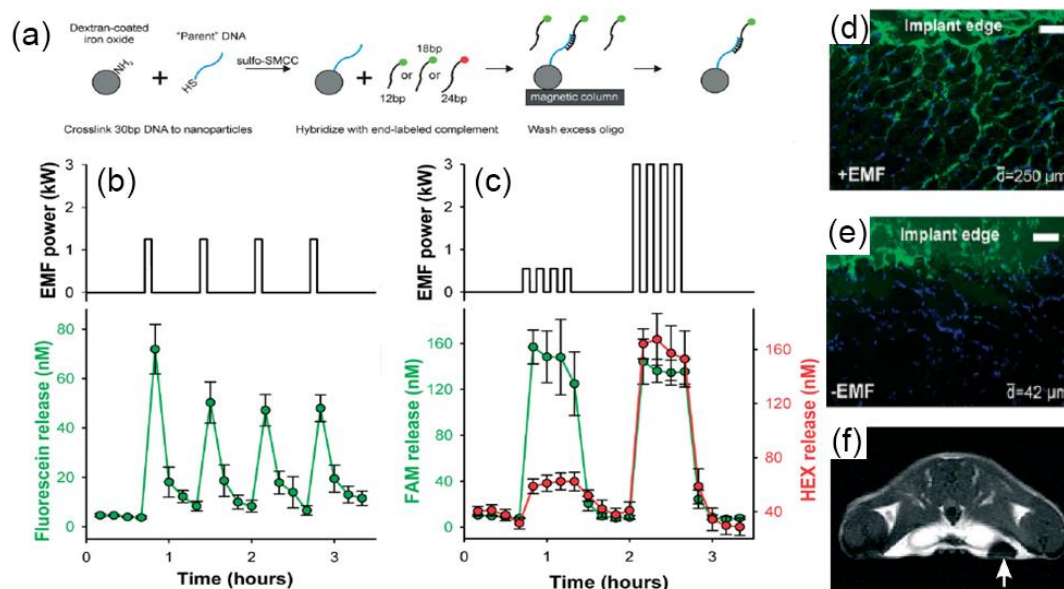 (a)
Dextran-coated
iron oxide
"Parent" DNA
NH₂
HS
+
sulfo-SMCC
+
18bp
or or
12bp
24bp
magnetic column
Crosslink 30bp DNA to nanoparticles
Hybridize with end-labeled complement
Wash excess oligo
(b)
EMF power (kW)
3
2
1
0
Fluorescein release (nM)
80
60
40
20
0
0 1 2 3
Time (hours)
(c)
EMF power (kW)
3
2
1
0
FAM release (nM)
160
120
80
40
0
HEX release (nM)
160
120
80
40
0 1 2 3
Time (hours)
(d)
Implant edge
+EMF
d̄=250 μm
(e)
Implant edge
-EMF
d̄=42 μm
(f)